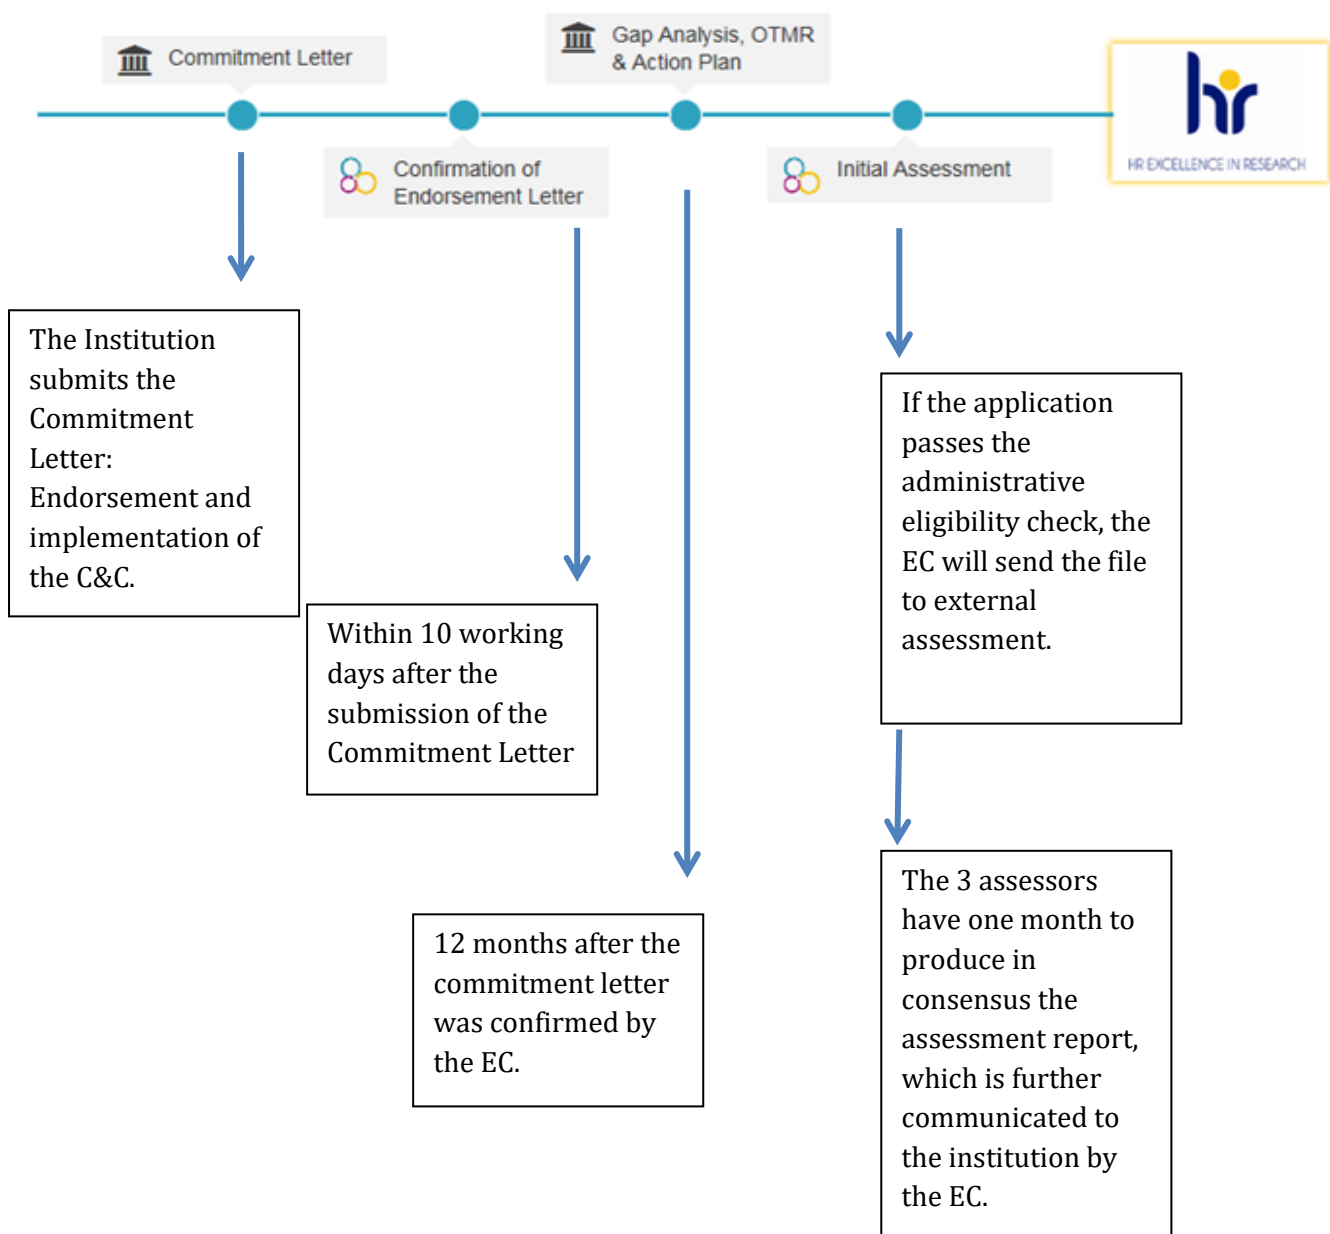 Commitment Letter
Gap Analysis, OTMR
& Action Plan
hr
HR EXCELLENCE IN RESEARCH
Confirmation of
Endorsement Letter
Initial Assessment
The Institution
submits the
Commitment
Letter:
Endorsement and
implementation of
the C&C.
Within 10 working
days after the
submission of the
Commitment Letter
12 months after the
commitment letter
was confirmed by
the EC.
If the application
passes the
administrative
eligibility check, the
EC will send the file
to external
assessment.
The 3 assessors
have one month to
produce in
consensus the
assessment report,
which is further
communicated to
the institution by
the EC.